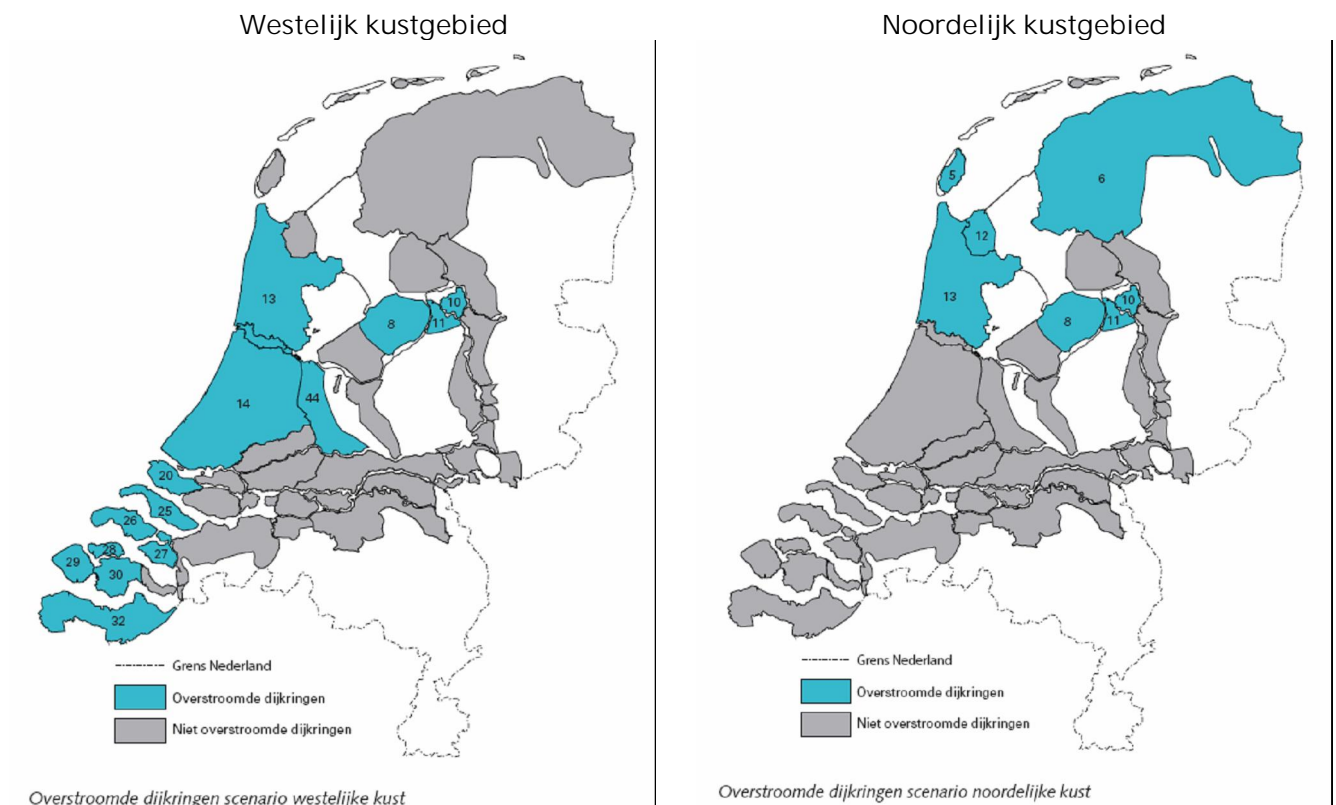 Westelijk kustgebied
13
8
10
11
14
44
20
25
26
27
28
29
30
32
Grens Nederland
Overstroomde dijkringen
Niet overstroomde dijkringen
Overstroomde dijkringen scenario westelijke kust
Noordelijk kustgebied
5
6
12
13
8
10
11
Grens Nederland
Overstroomde dijkringen
Niet overstroomde dijkringen
Overstroomde dijkringen scenario noordelijke kust